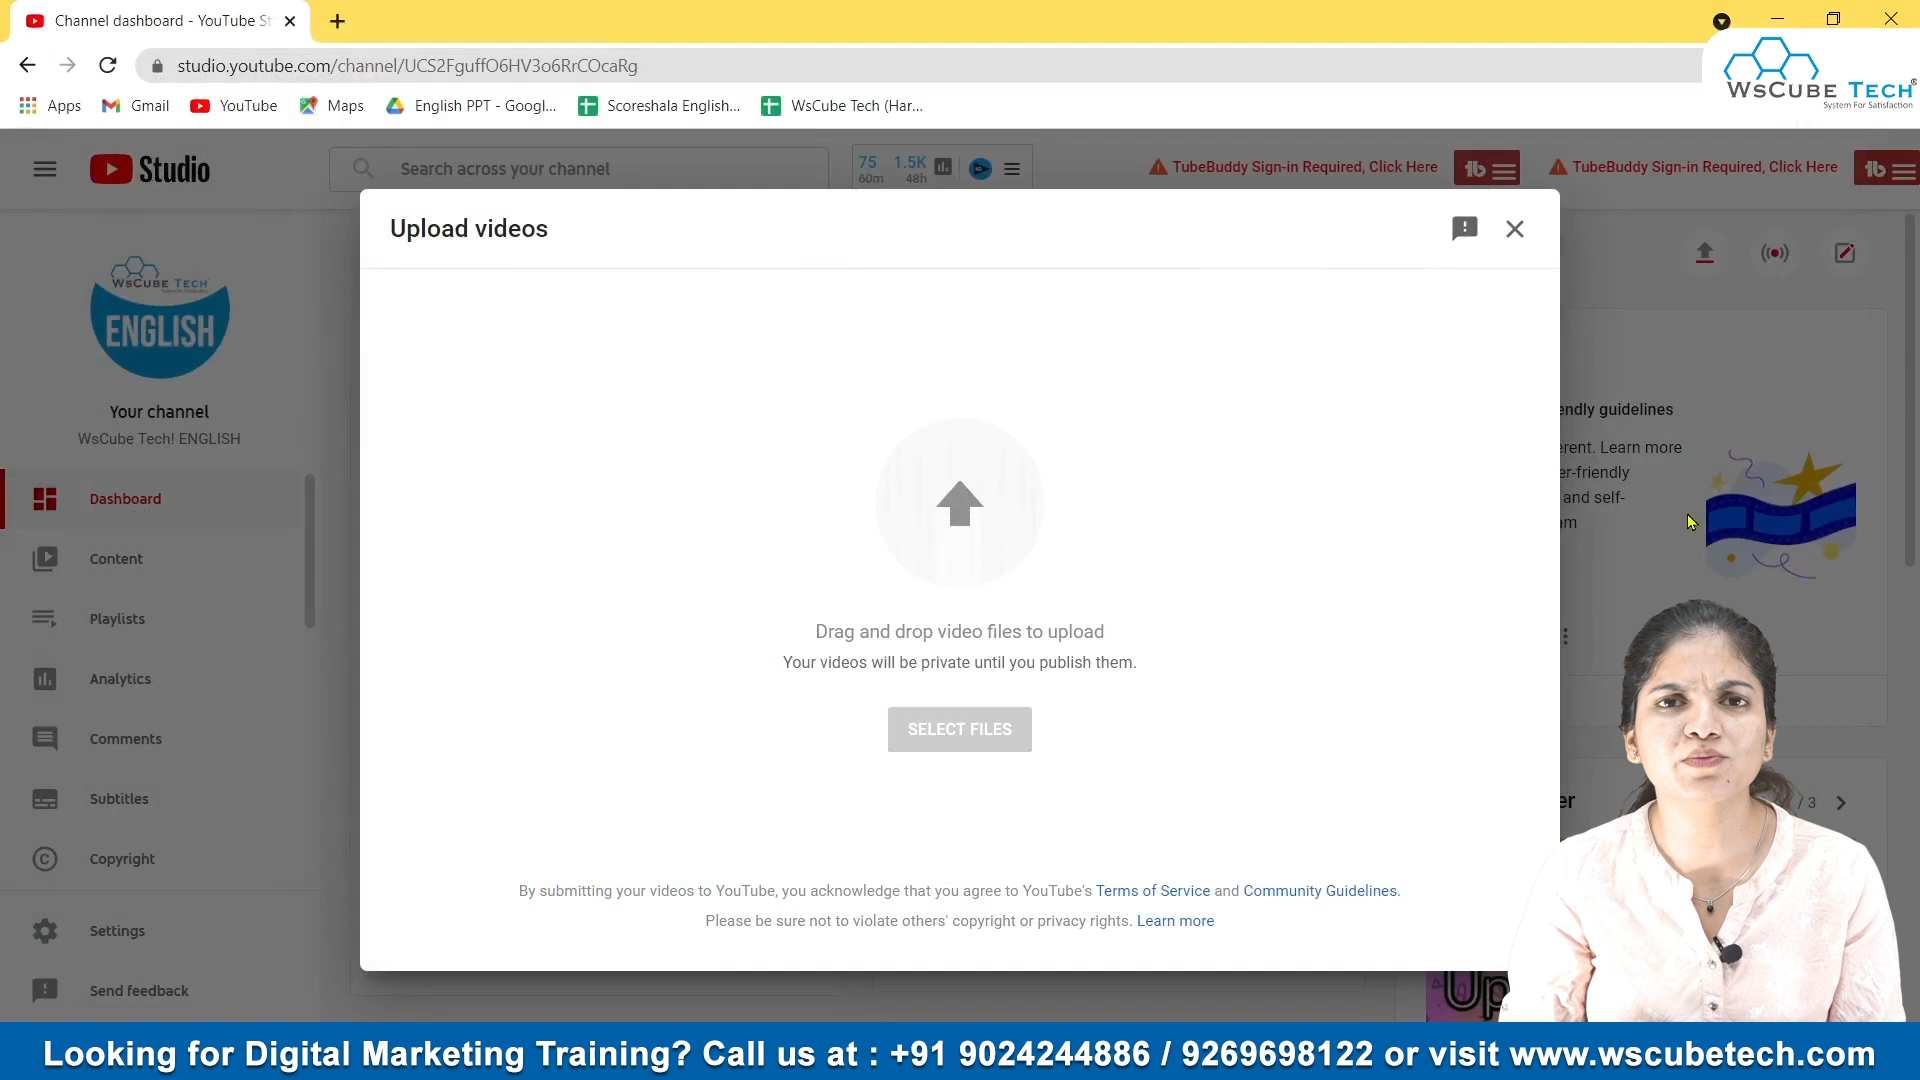 Channel dashboard - YouTube St
studio.youtube.com/channel/UCS2FguffO6HV3o6RrCOcaRg
WsCube Tech®
System For Satisfaction
Apps Gmail YouTube Maps English PPT - Googl... Scoreshala English... WsCube Tech (Har...
Studio
Search across your channel
75 1.5K
60m 48h
TubeBuddy Sign-in Required, Click Here
tb
TubeBuddy Sign-in Required, Click Here
tb
Upload videos
WsCube Tech
ENGLISH
Your channel
WsCube Tech! ENGLISH
Dashboard
Content
Playlists
Analytics
Comments
Subtitles
Copyright
Settings
Send feedback
Drag and drop video files to upload
Your videos will be private until you publish them.
SELECT FILES
By submitting your videos to YouTube, you acknowledge that you agree to YouTube's Terms of Service and Community Guidelines.
Please be sure not to violate others' copyright or privacy rights. Learn more
endly guidelines
erent. Learn more
er-friendly
and self-
am
er
/ 3
Up
Looking for Digital Marketing Training? Call us at : +91 9024244886 / 9269698122 or visit www.wscubetech.com